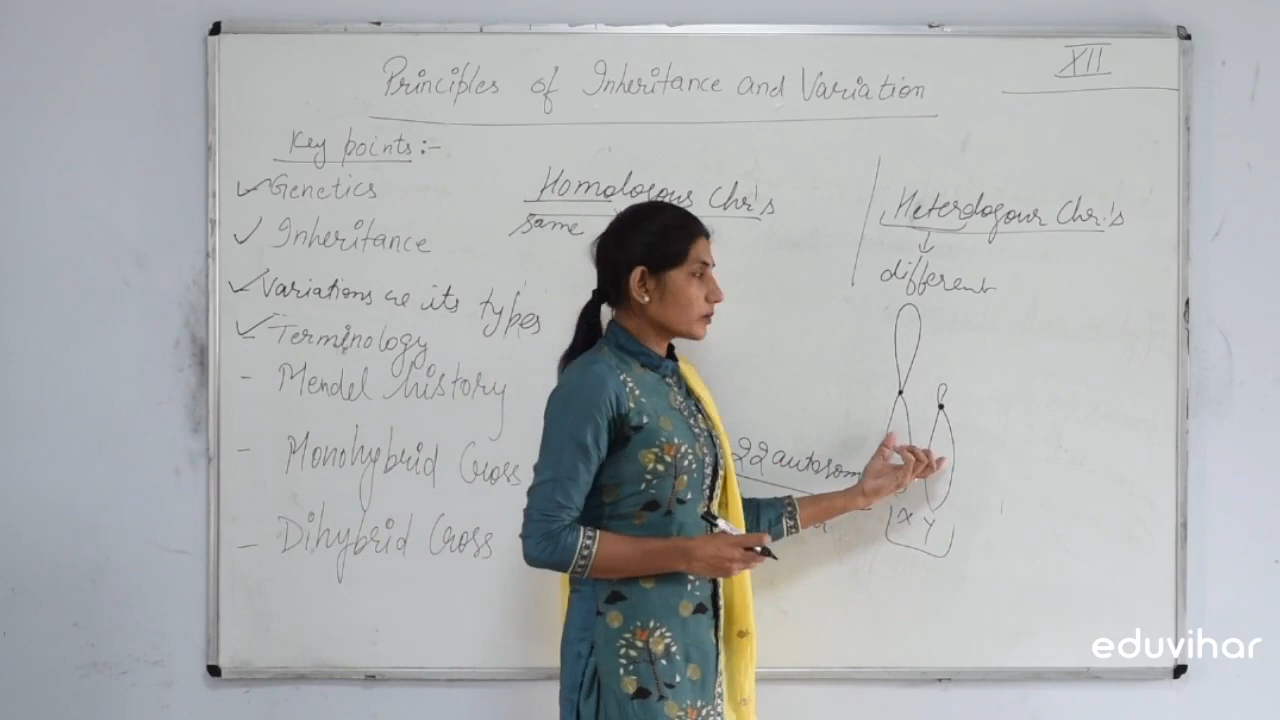 XII
Principles of Inheritance and Variation
Key points:-
Genetics
Inheritance
Variations & its types
Terminology
- Mendel history
- Monohybrid Cross
- Dihybrid Cross
Homologous Chr's
same
22 autosom
Heterologour Chr.'s
different
X Y
eduvihar